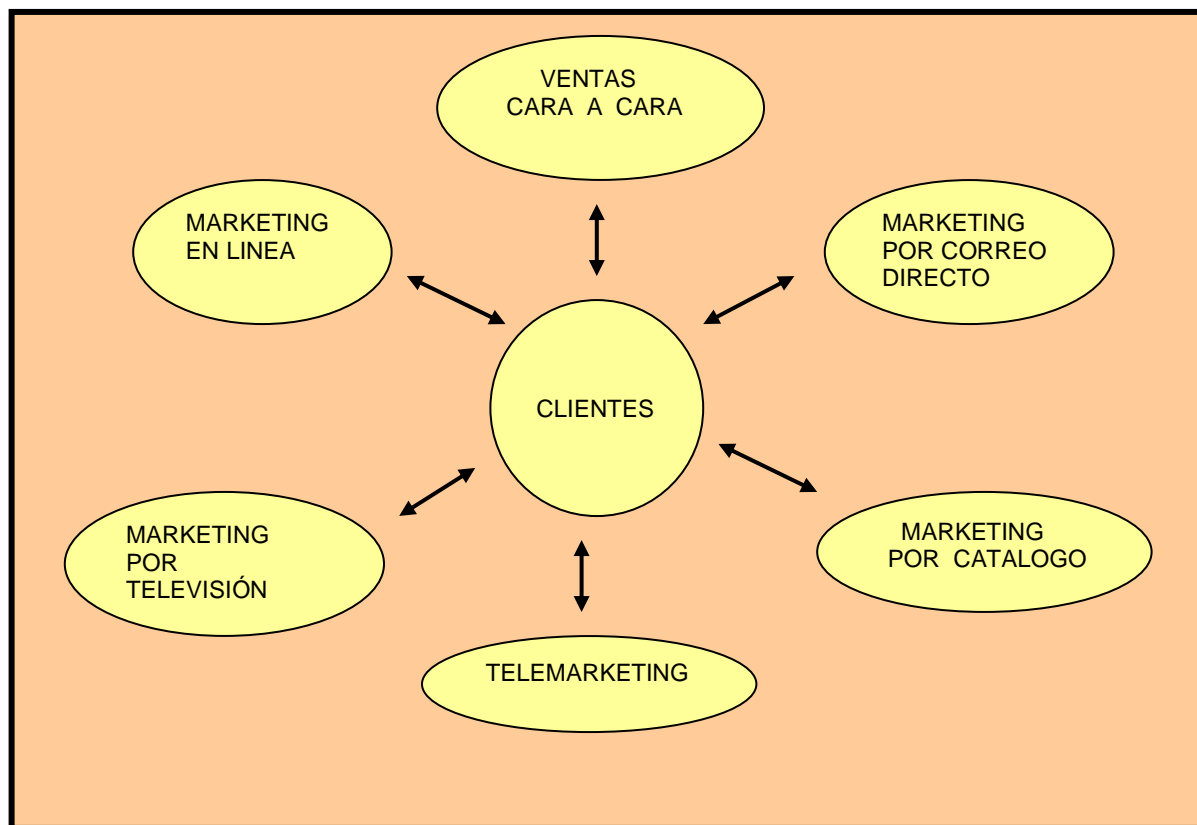 VENTAS
CARA A CARA
MARKETING
EN LINEA
MARKETING
POR CORREO
DIRECTO
CLIENTES
MARKETING
POR
TELEVISIÓN
MARKETING
POR CATALOGO
TELEMARKETING